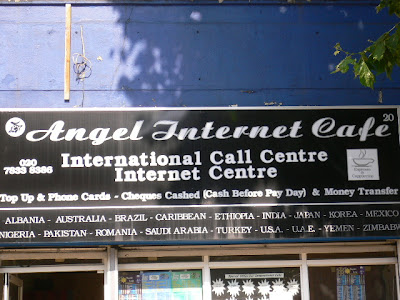 Angel Internet Café
20
020
7833 8366
International Call Centre
Internet Centre
Top Up & Phone Cards - Cheques Cashed (Cash Before Pay Day) & Money Transfer
ALBANIA - AUSTRALIA - BRAZIL - CARIBBEAN - ETHIOPIA - INDIA - JAPAN - KOREA - MEXICO
NIGERIA - PAKISTAN - ROMANIA - SAUDI ARABIA - TURKEY - U.S.A. - U.A.E. - YEMEN - ZIMBABW